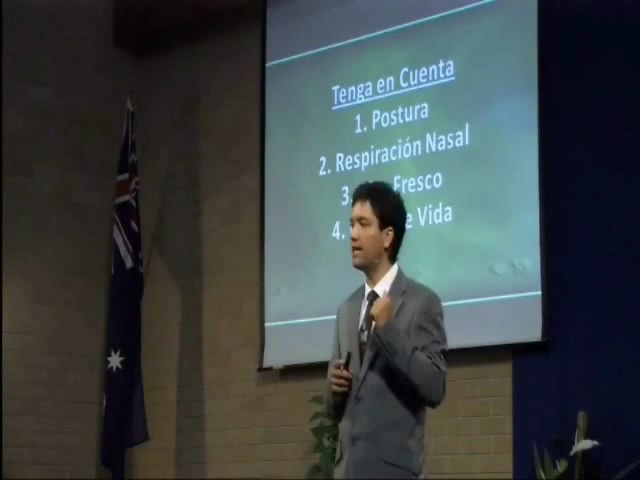 Tenga en Cuenta
1. Postura
2. Respiración Nasal
3. Fresco
4. Vida